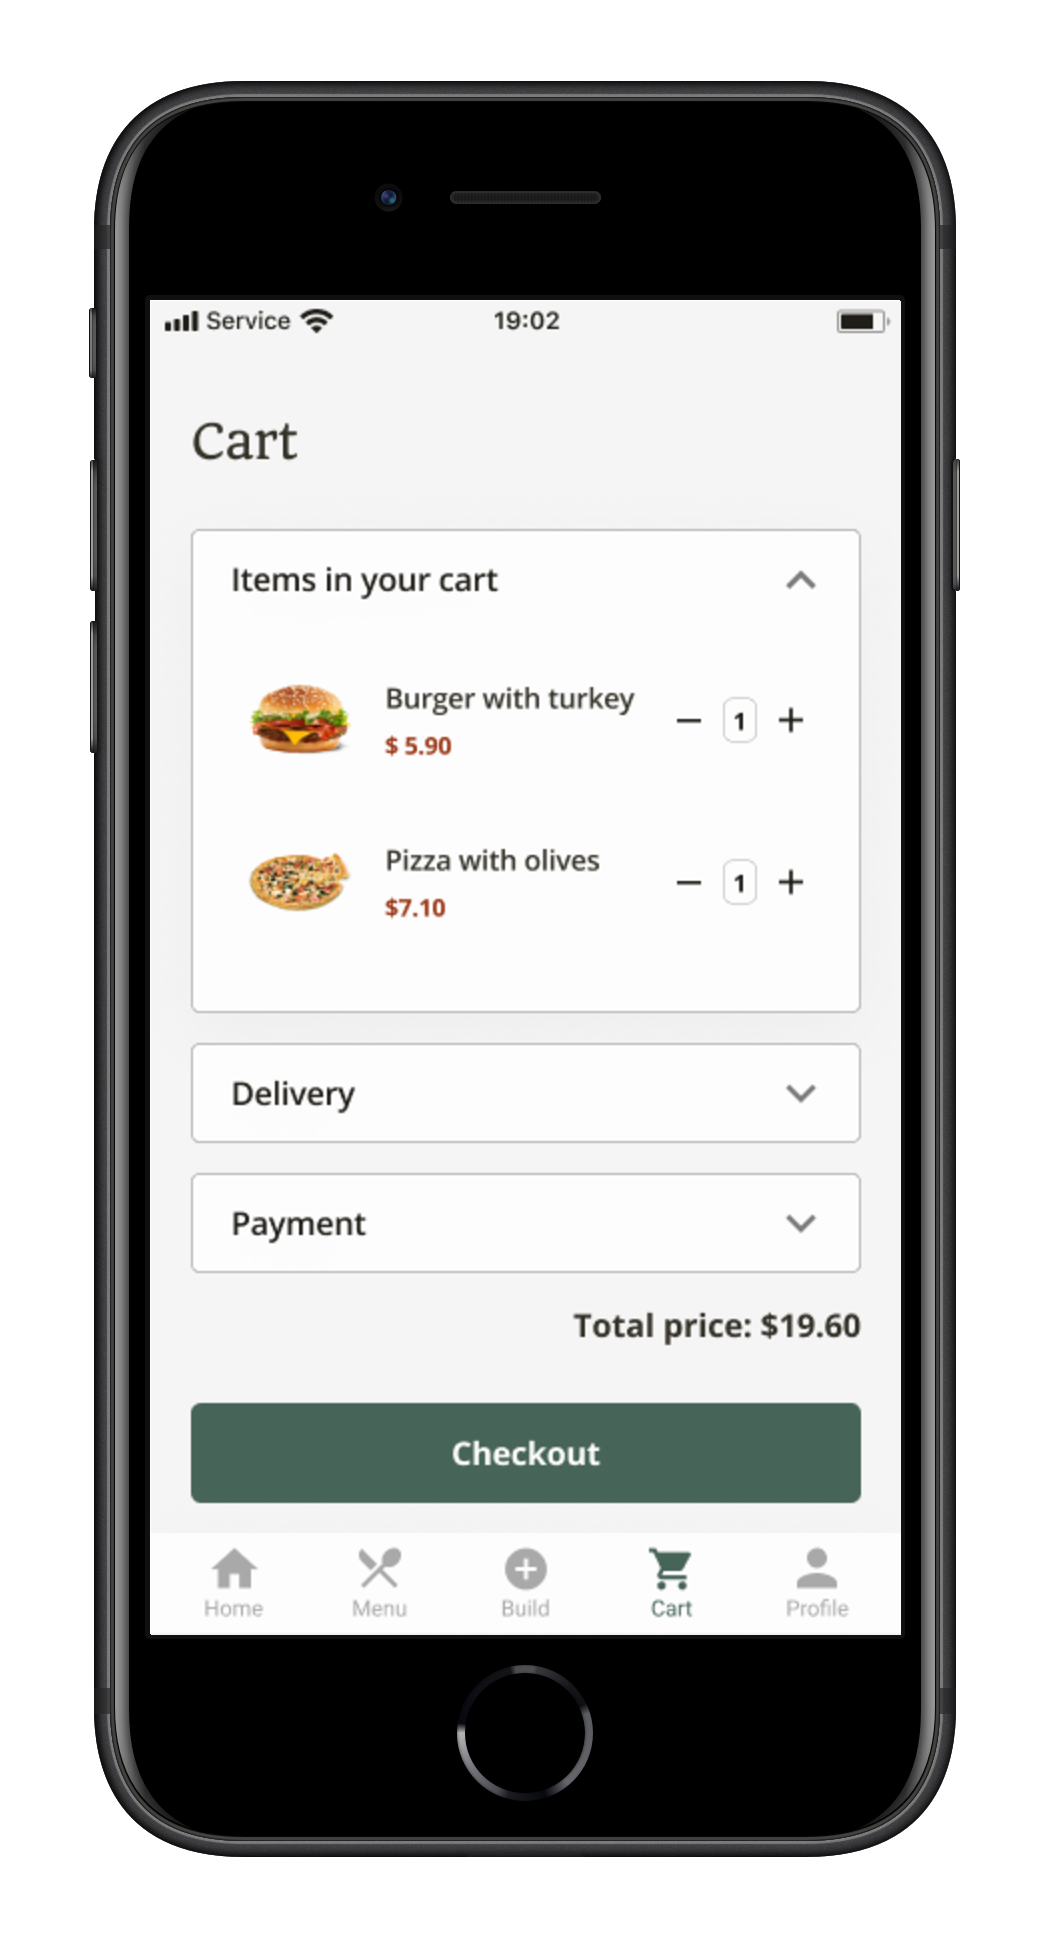 Service 19:02
Cart
Items in your cart
Burger with turkey
$ 5.90
1
Pizza with olives
$7.10
1
Delivery
Payment
Total price: $19.60
Checkout
Home Menu Build Cart Profile